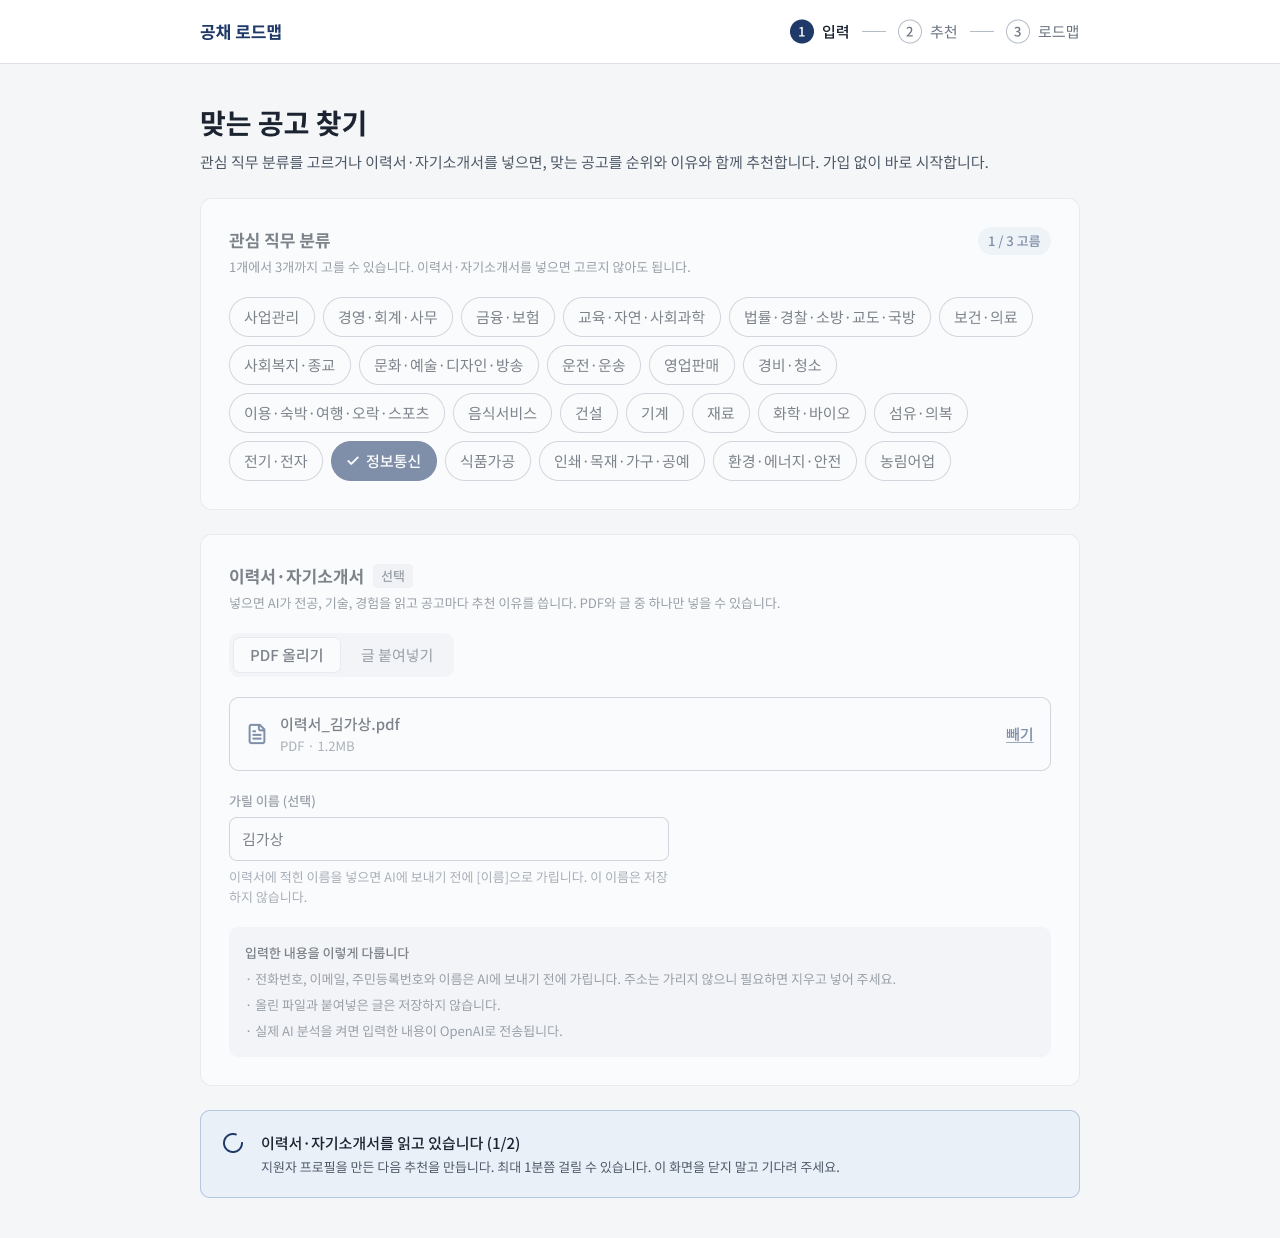 공채 로드맵
1 입력 2 추천 3 로드맵
맞는 공고 찾기
관심 직무 분류를 고르거나 이력서·자기소개서를 넣으면, 맞는 공고를 순위와 이유와 함께 추천합니다. 가입 없이 바로 시작합니다.
관심 직무 분류
1 / 3 고름
1개에서 3개까지 고를 수 있습니다. 이력서·자기소개서를 넣으면 고르지 않아도 됩니다.
사업관리 경영·회계·사무 금융·보험 교육·자연·사회과학 법률·경찰·소방·교도·국방 보건·의료
사회복지·종교 문화·예술·디자인·방송 운전·운송 영업판매 경비·청소
이용·숙박·여행·오락·스포츠 음식서비스 건설 기계 재료 화학·바이오 섬유·의복
전기·전자 정보통신 식품가공 인쇄·목재·가구·공예 환경·에너지·안전 농림어업
이력서·자기소개서 선택
넣으면 AI가 전공, 기술, 경험을 읽고 공고마다 추천 이유를 씁니다. PDF와 글 중 하나만 넣을 수 있습니다.
PDF 올리기 글 붙여넣기
이력서_김가상.pdf
PDF · 1.2MB
빼기
가릴 이름 (선택)
김가상
이력서에 적힌 이름을 넣으면 AI에 보내기 전에 [이름]으로 가립니다. 이 이름은 저장
하지 않습니다.
입력한 내용을 이렇게 다룹니다
· 전화번호, 이메일, 주민등록번호와 이름은 AI에 보내기 전에 가립니다. 주소는 가리지 않으니 필요하면 지우고 넣어 주세요.
· 올린 파일과 붙여넣은 글은 저장하지 않습니다.
· 실제 AI 분석을 켜면 입력한 내용이 OpenAI로 전송됩니다.
이력서·자기소개서를 읽고 있습니다 (1/2)
지원자 프로필을 만든 다음 추천을 만듭니다. 최대 1분쯤 걸릴 수 있습니다. 이 화면을 닫지 말고 기다려 주세요.